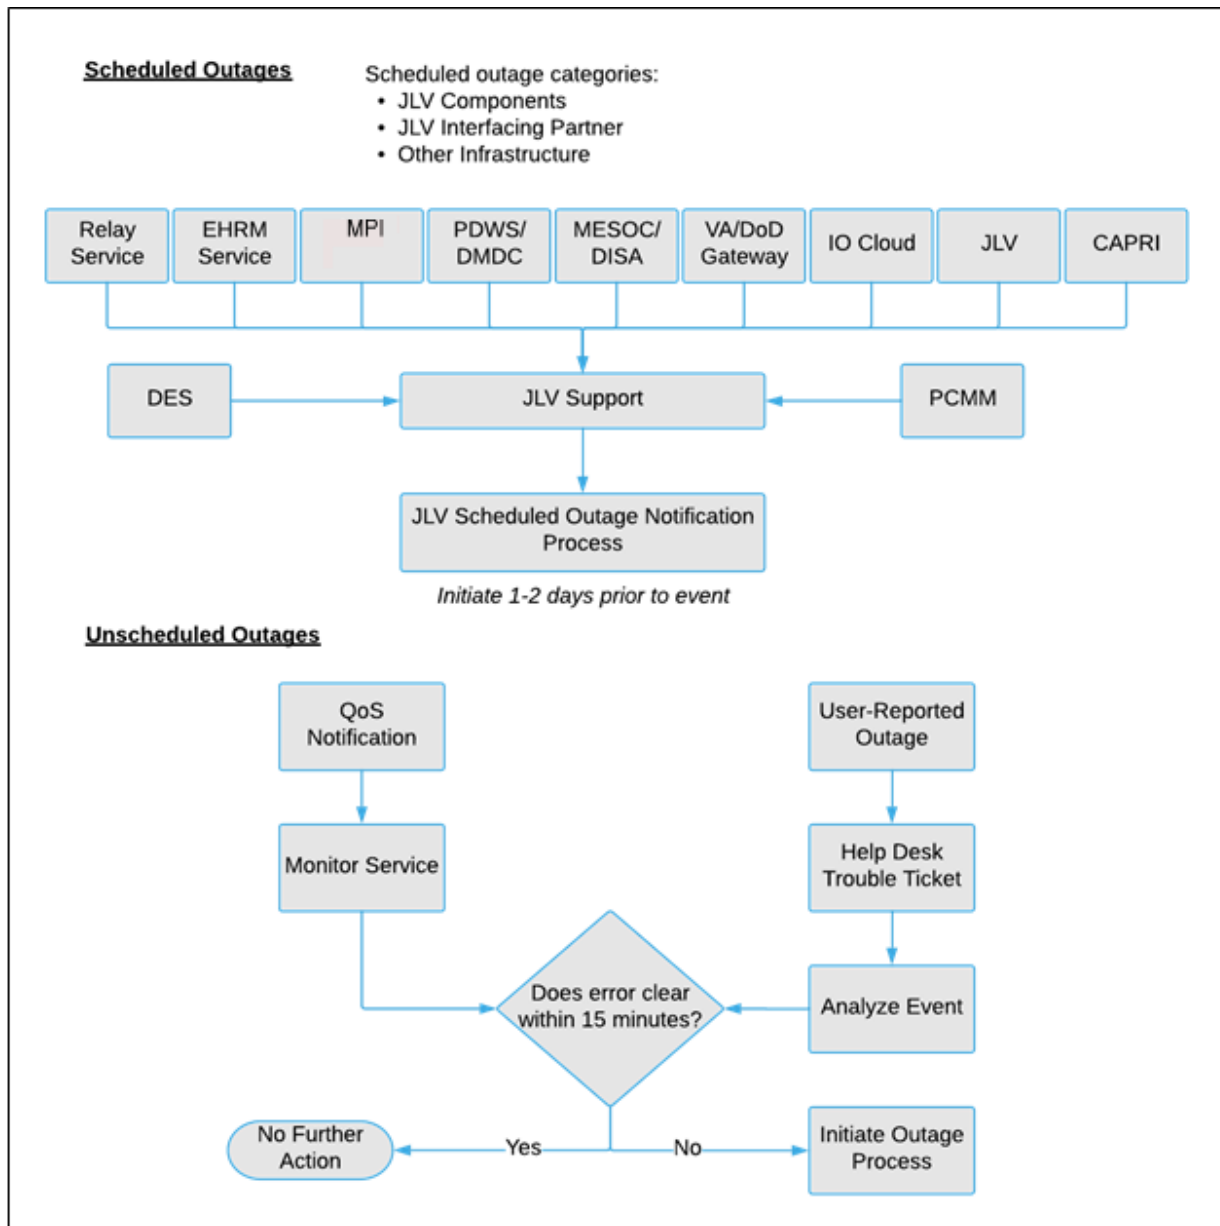 Scheduled Outages
Scheduled outage categories:
• JLV Components
• JLV Interfacing Partner
• Other Infrastructure
Relay
Service
EHRM
Service
MPI
PDWS/
DMDC
MESOC/
DISA
VA/DoD
Gateway
IO Cloud
JLV
CAPRI
DES
JLV Support
PCMM
JLV Scheduled Outage Notification
Process
Initiate 1-2 days prior to event
Unscheduled Outages
QoS
Notification
User-Reported
Outage
Monitor Service
Help Desk
Trouble Ticket
Does error clear
within 15 minutes?
Analyze Event
No Further
Action
Yes
No
Initiate Outage
Process